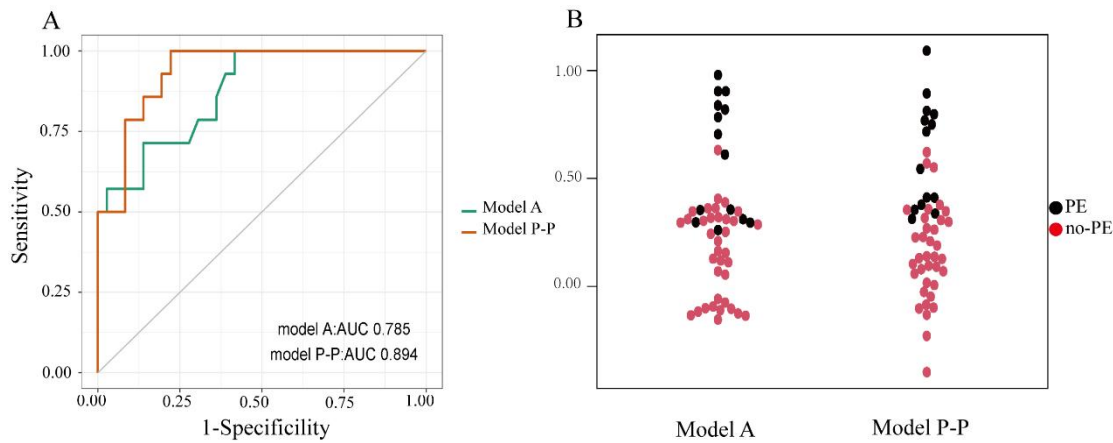 A
1.00
0.75
0.50
0.25
0.00
Sensitivity
0.00 0.25 0.50 0.75 1.00
1-Specificility
model A:AUC 0.785
model P-P:AUC 0.894
Model A
Model P-P
B
1.00
0.50
0.00
Model A Model P-P
PE
no-PE